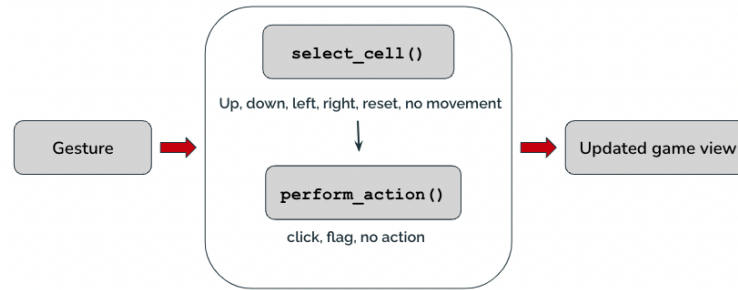 select_cell()
Up, down, left, right, reset, no movement
Gesture
Updated game view
perform_action()
click, flag, no action